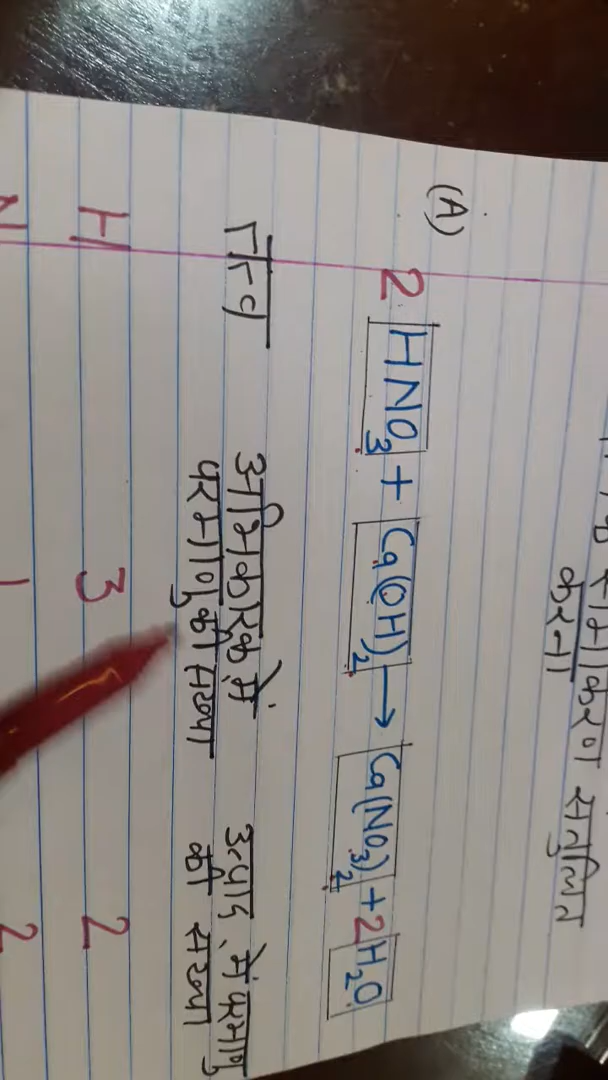 करना समीकरण संतुलित
(A) 2 HNO3 + Ca(OH)2 → Ca(NO3)2 + 2H2O
तत्व अभिकारक में परमाणु की संख्या उत्पाद में परमाणु की संख्या
H 3 2
N 1 2